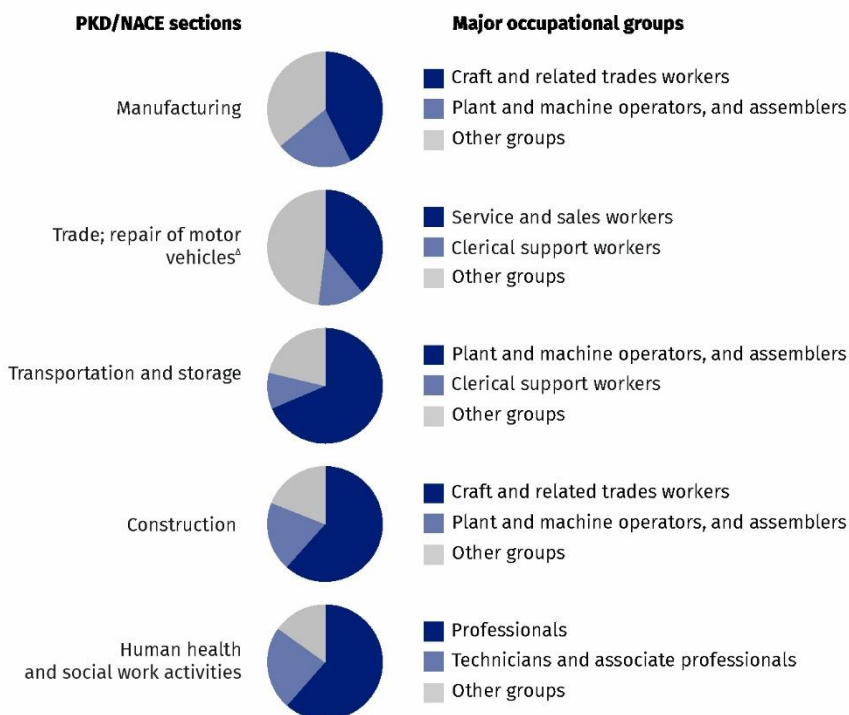 PKD/NACE sections
Major occupational groups
Manufacturing
Craft and related trades workers
Plant and machine operators, and assemblers
Other groups
Trade; repair of motor
vehiclesᐃ
Service and sales workers
Clerical support workers
Other groups
Transportation and storage
Plant and machine operators, and assemblers
Clerical support workers
Other groups
Construction
Craft and related trades workers
Plant and machine operators, and assemblers
Other groups
Human health
and social work activities
Professionals
Technicians and associate professionals
Other groups